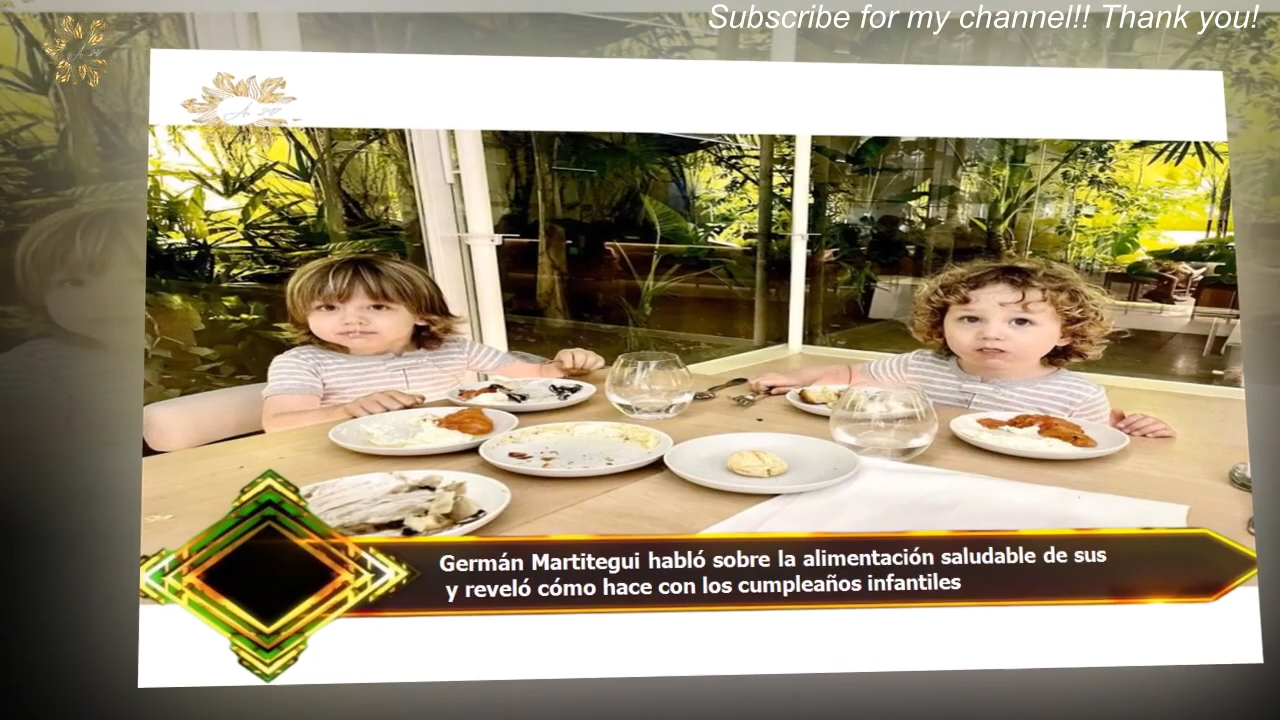 Subscribe for my channel!! Thank you!
Germán Martitegui habló sobre la alimentación saludable de sus
y reveló cómo hace con los cumpleaños infantiles